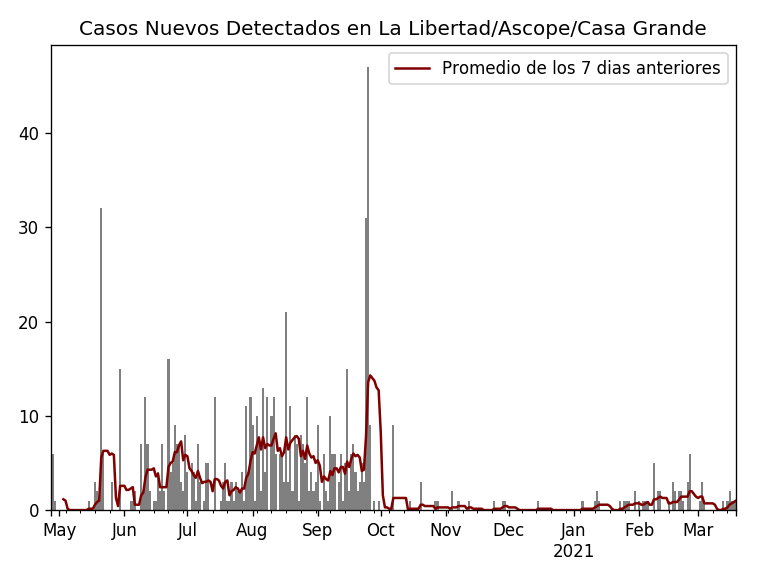 Casos Nuevos Detectados en La Libertad/Ascope/Casa Grande
Promedio de los 7 dias anteriores
40
30
20
10
0
May Jun Jul Aug Sep Oct Nov Dec Jan Feb Mar
2021